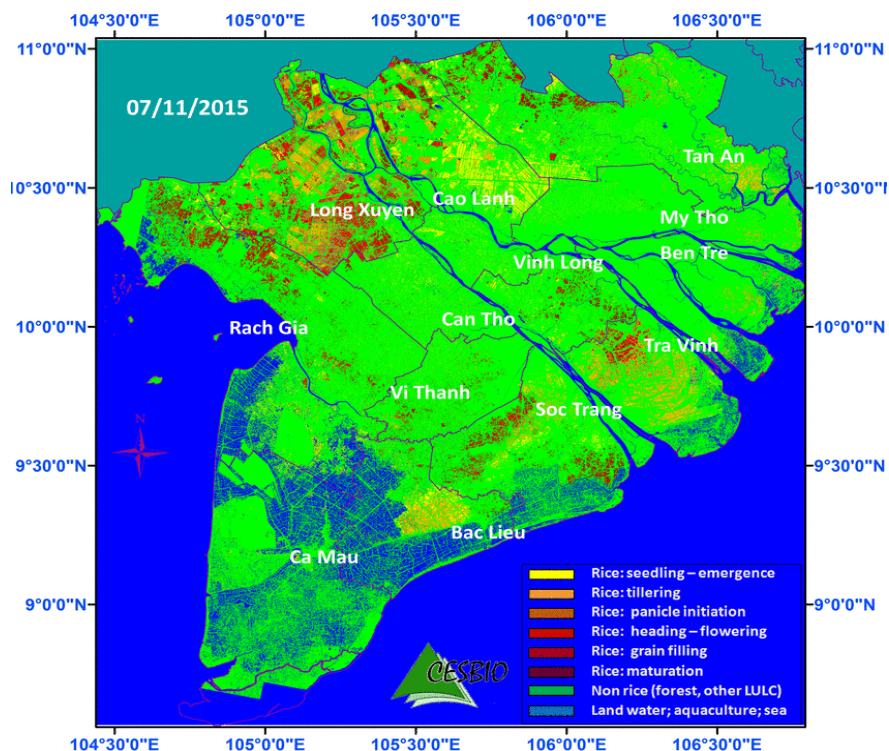 104°30'0"E 105°0'0"E 105°30'0"E 106°0'0"E 106°30'0"E
11°0'0"N 11°0'0"N
07/11/2015
Tan An
10°30'0"N 10°30'0"N
Cao Lanh
Long Xuyen
My Tho
Ben Tre
Vinh Long
Rach Gia
Can Tho
10°0'0"N 10°0'0"N
Tra Vinh
Vi Thanh
Soc Trang
N
9°30'0"N 9°30'0"N
Bac Lieu
Ca Mau
Rice: seedling – emergence
Rice: tillering
Rice: panicle initiation
Rice: heading – flowering
Rice: grain filling
Rice: maturation
Non rice (forest, other LULC)
Land water; aquaculture; sea
9°0'0"N 9°0'0"N
CESBIO
104°30'0"E 105°0'0"E 105°30'0"E 106°0'0"E 106°30'0"E